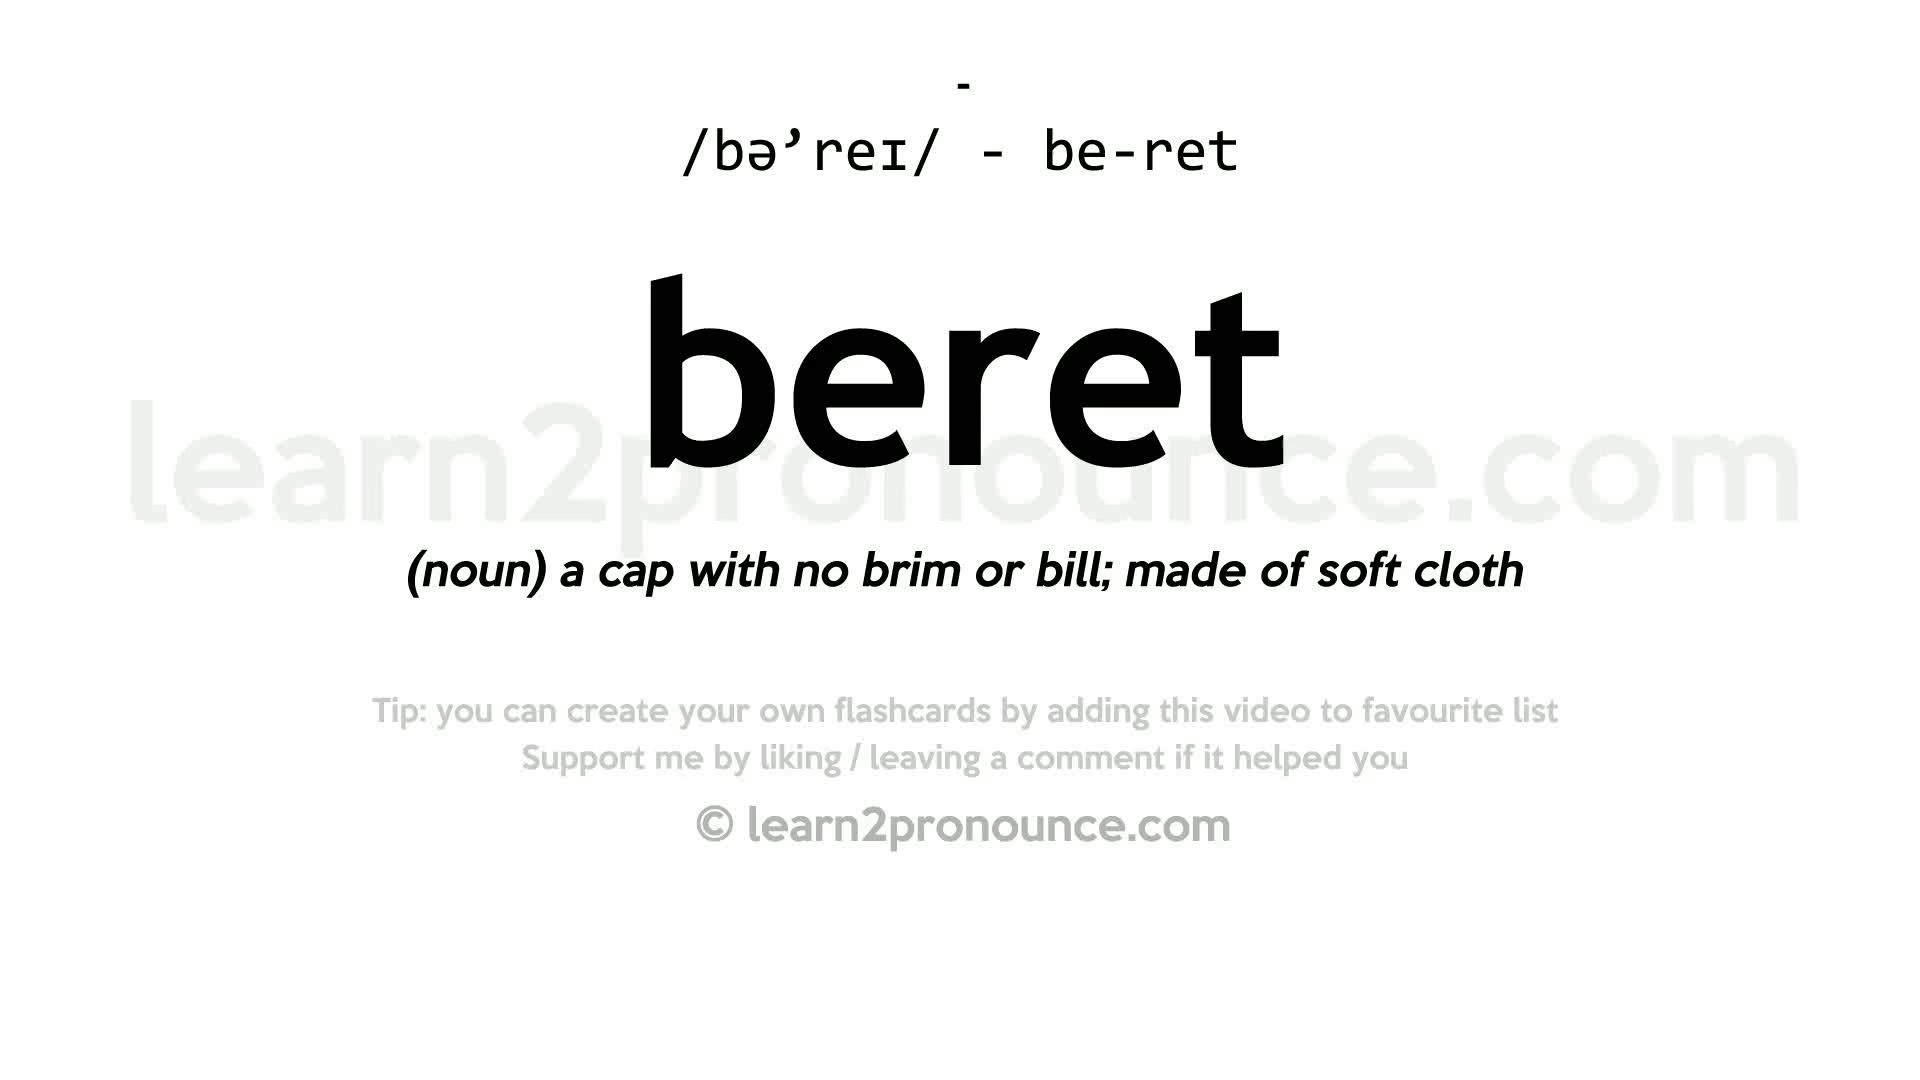 -
/bə’reɪ/ - be-ret
beret
learn2pronounce.com
(noun) a cap with no brim or bill; made of soft cloth
Tip: you can create your own flashcards by adding this video to favourite list
Support me by liking / leaving a comment if it helped you
© learn2pronounce.com